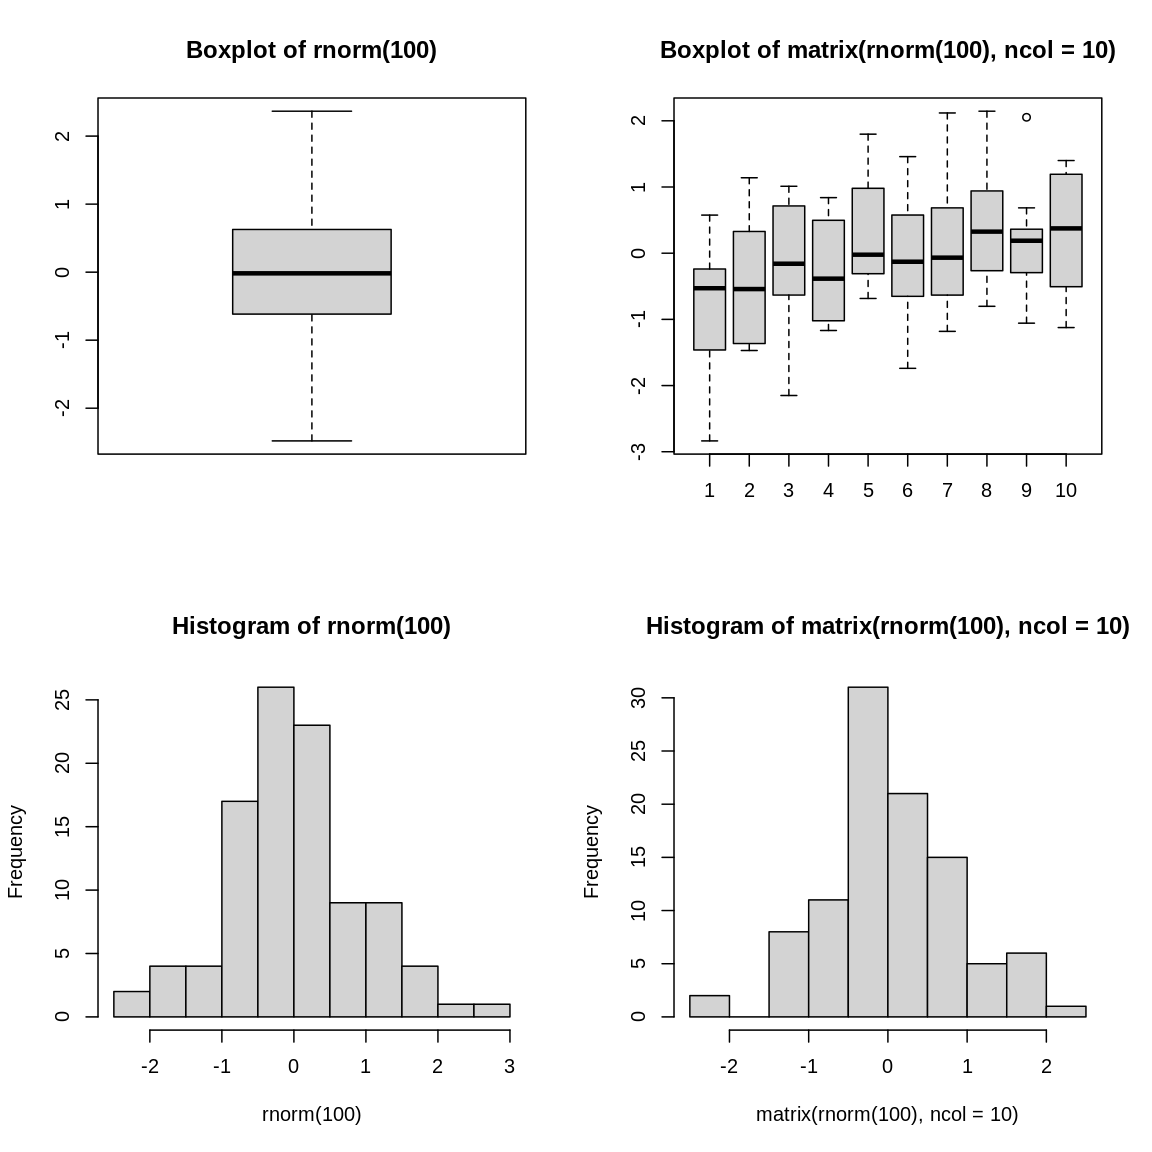 Boxplot of rnorm(100)
2
1
0
-1
-2
Boxplot of matrix(rnorm(100), ncol = 10)
2
1
0
-1
-2
-3
1 2 3 4 5 6 7 8 9 10
Histogram of rnorm(100)
Frequency
25
20
15
10
5
0
-2 -1 0 1 2 3
rnorm(100)
Histogram of matrix(rnorm(100), ncol = 10)
Frequency
30
25
20
15
10
5
0
-2 -1 0 1 2
matrix(rnorm(100), ncol = 10)